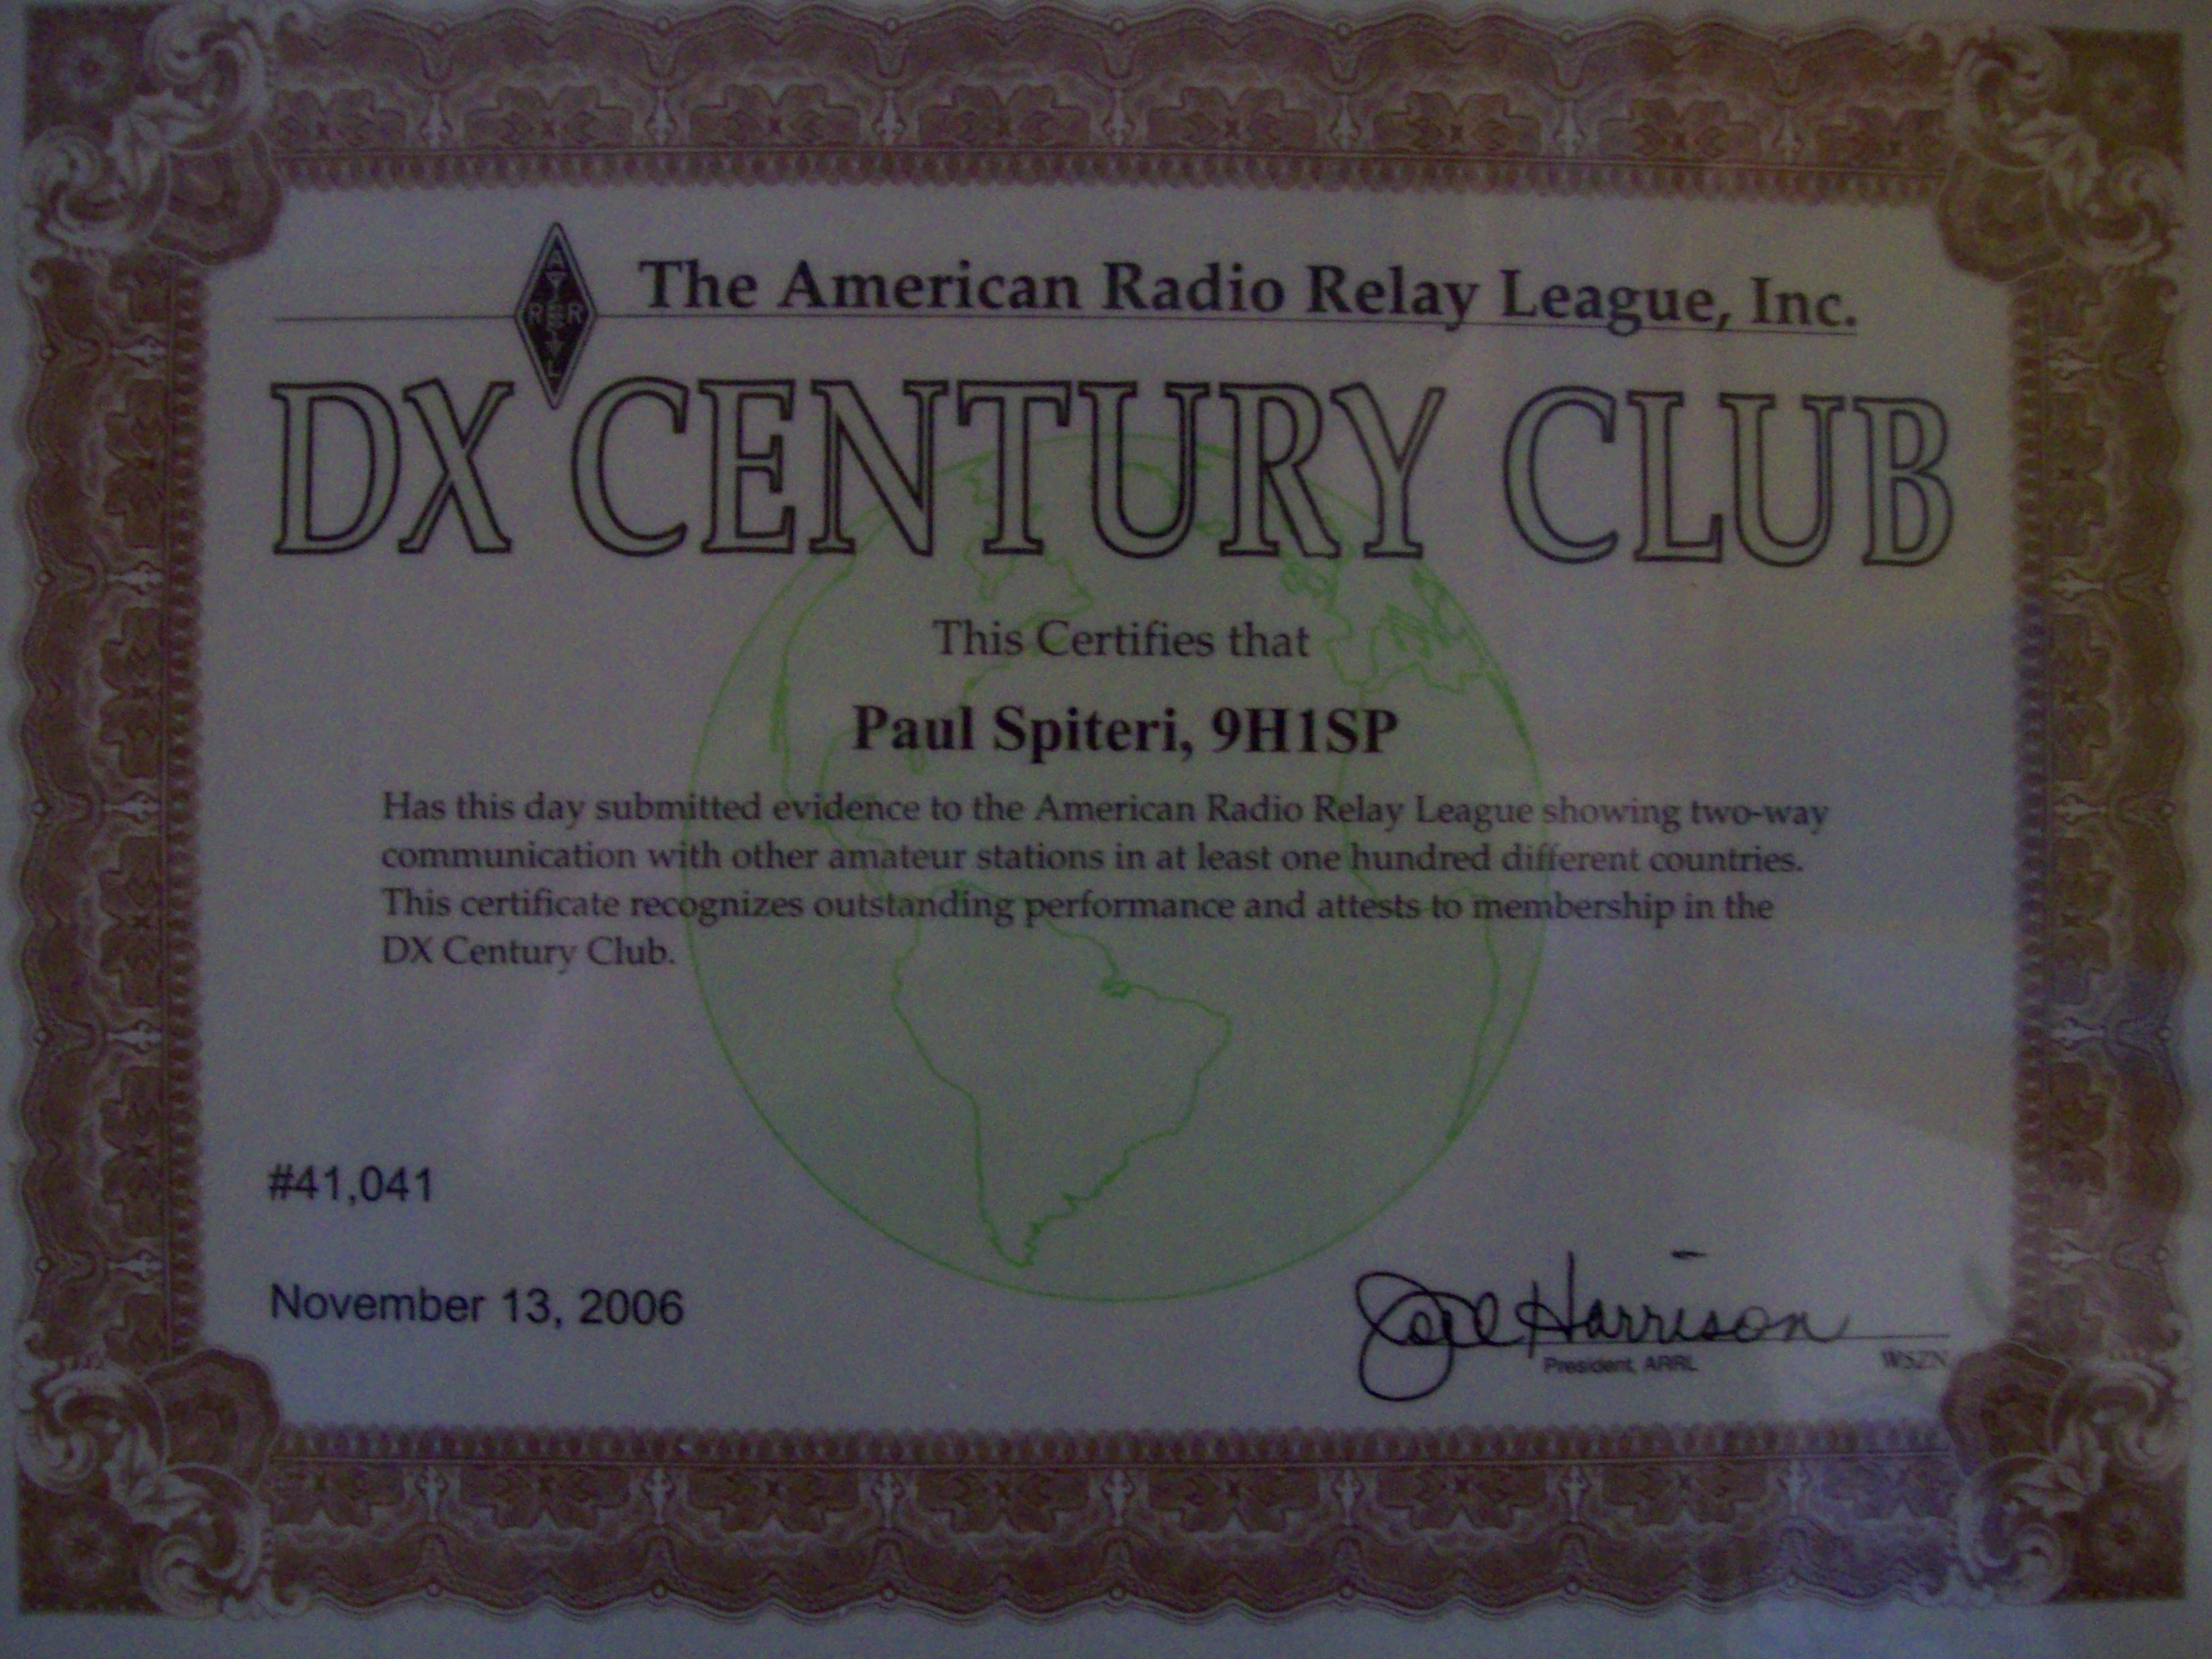 The American Radio Relay League, Inc.
A
R R
L
DX CENTURY CLUB
This Certifies that
Paul Spiteri, 9H1SP
Has this day submitted evidence to the American Radio Relay League showing two-way
communication with other amateur stations in at least one hundred different countries.
This certificate recognizes outstanding performance and attests to membership in the
DX Century Club.
#41,041
November 13, 2006
Joel Harrison
President, ARRL W5ZN